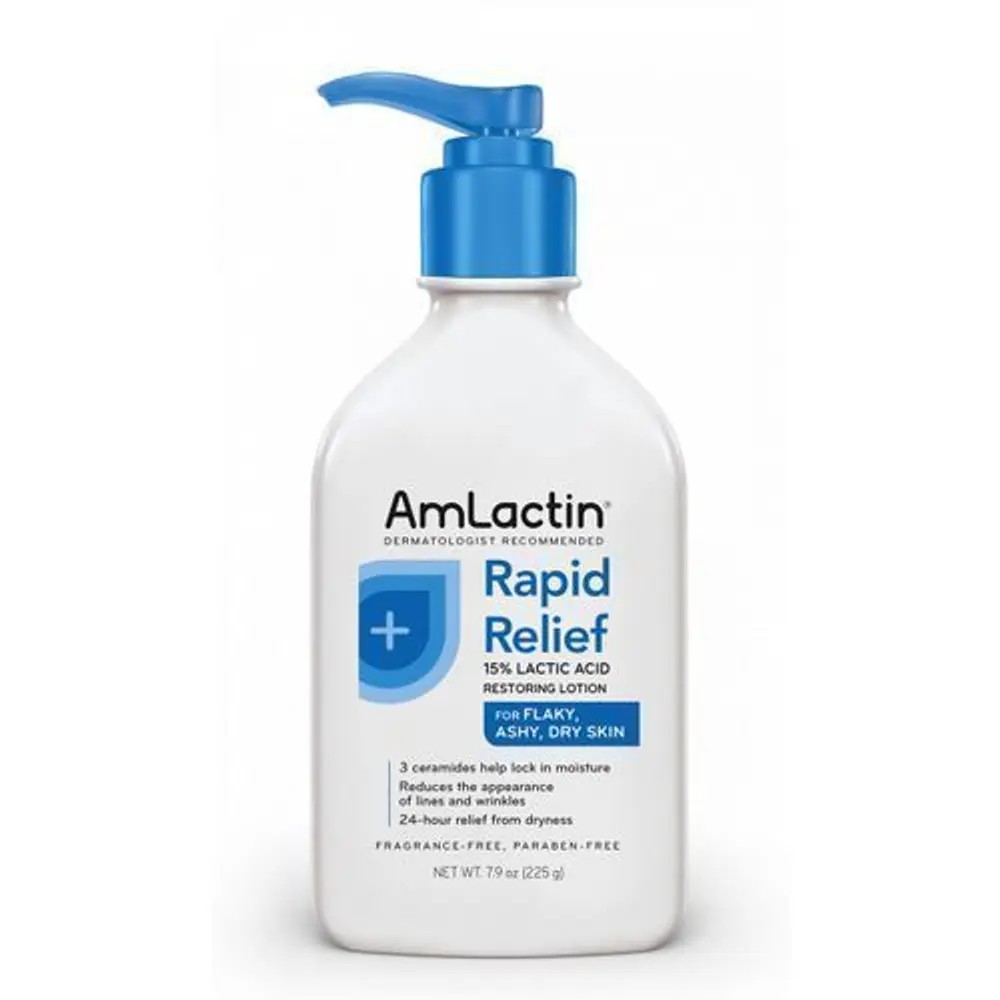 AmLactin®
DERMATOLOGIST RECOMMENDED
Rapid
Relief
15% LACTIC ACID
RESTORING LOTION
FOR FLAKY,
ASHY, DRY SKIN
3 ceramides help lock in moisture
Reduces the appearance
of lines and wrinkles
24-hour relief from dryness
FRAGRANCE-FREE, PARABEN-FREE
NET WT. 7.9 oz (225 g)